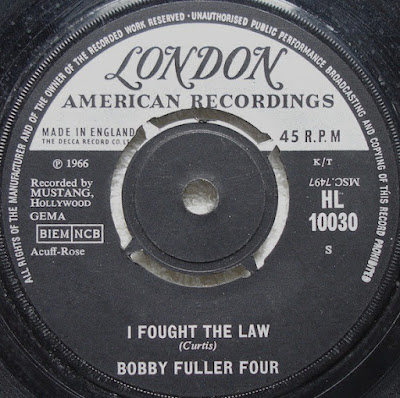 ALL RIGHTS OF THE MANUFACTURER AND OF THE OWNER OF THE RECORDED WORK RESERVED • UNAUTHORISED PUBLIC PERFORMANCE BROADCASTING AND COPYING OF THIS RECORD PROHIBITED
LONDON
AMERICAN RECORDINGS
MADE IN ENGLAND
THE DECCA RECORD CO. LTD
45 R.P.M
℗ 1966
K/T
Recorded by
MUSTANG,
HOLLYWOOD
GEMA
BIEM NCB
Acuff-Rose
MSC.7497
HL
10030
S
I FOUGHT THE LAW
(Curtis)
BOBBY FULLER FOUR